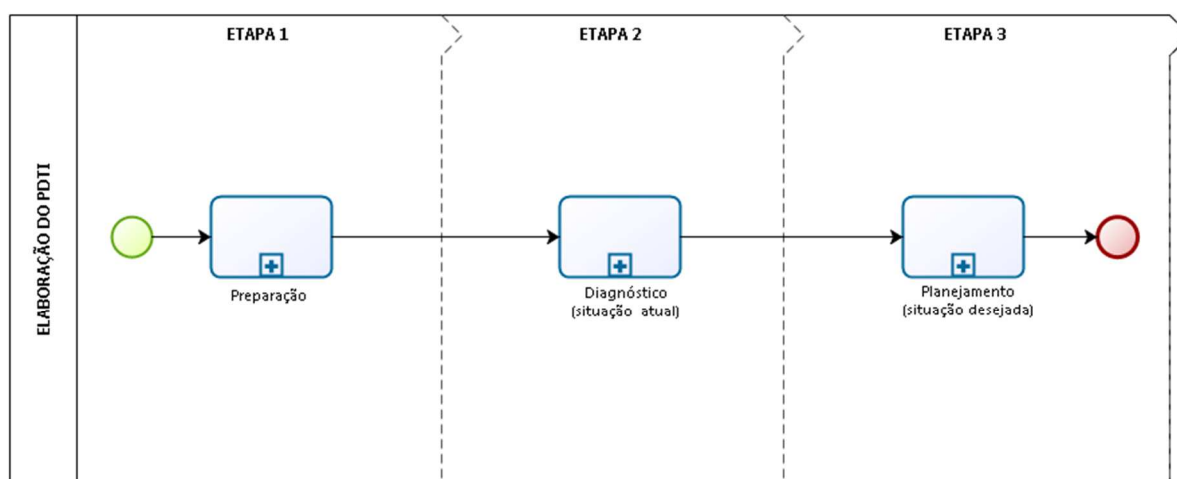 ELABORAÇÃO DO PDTI
ETAPA 1
ETAPA 2
ETAPA 3
Preparação
Diagnóstico
(situação atual)
Planejamento
(situação desejada)